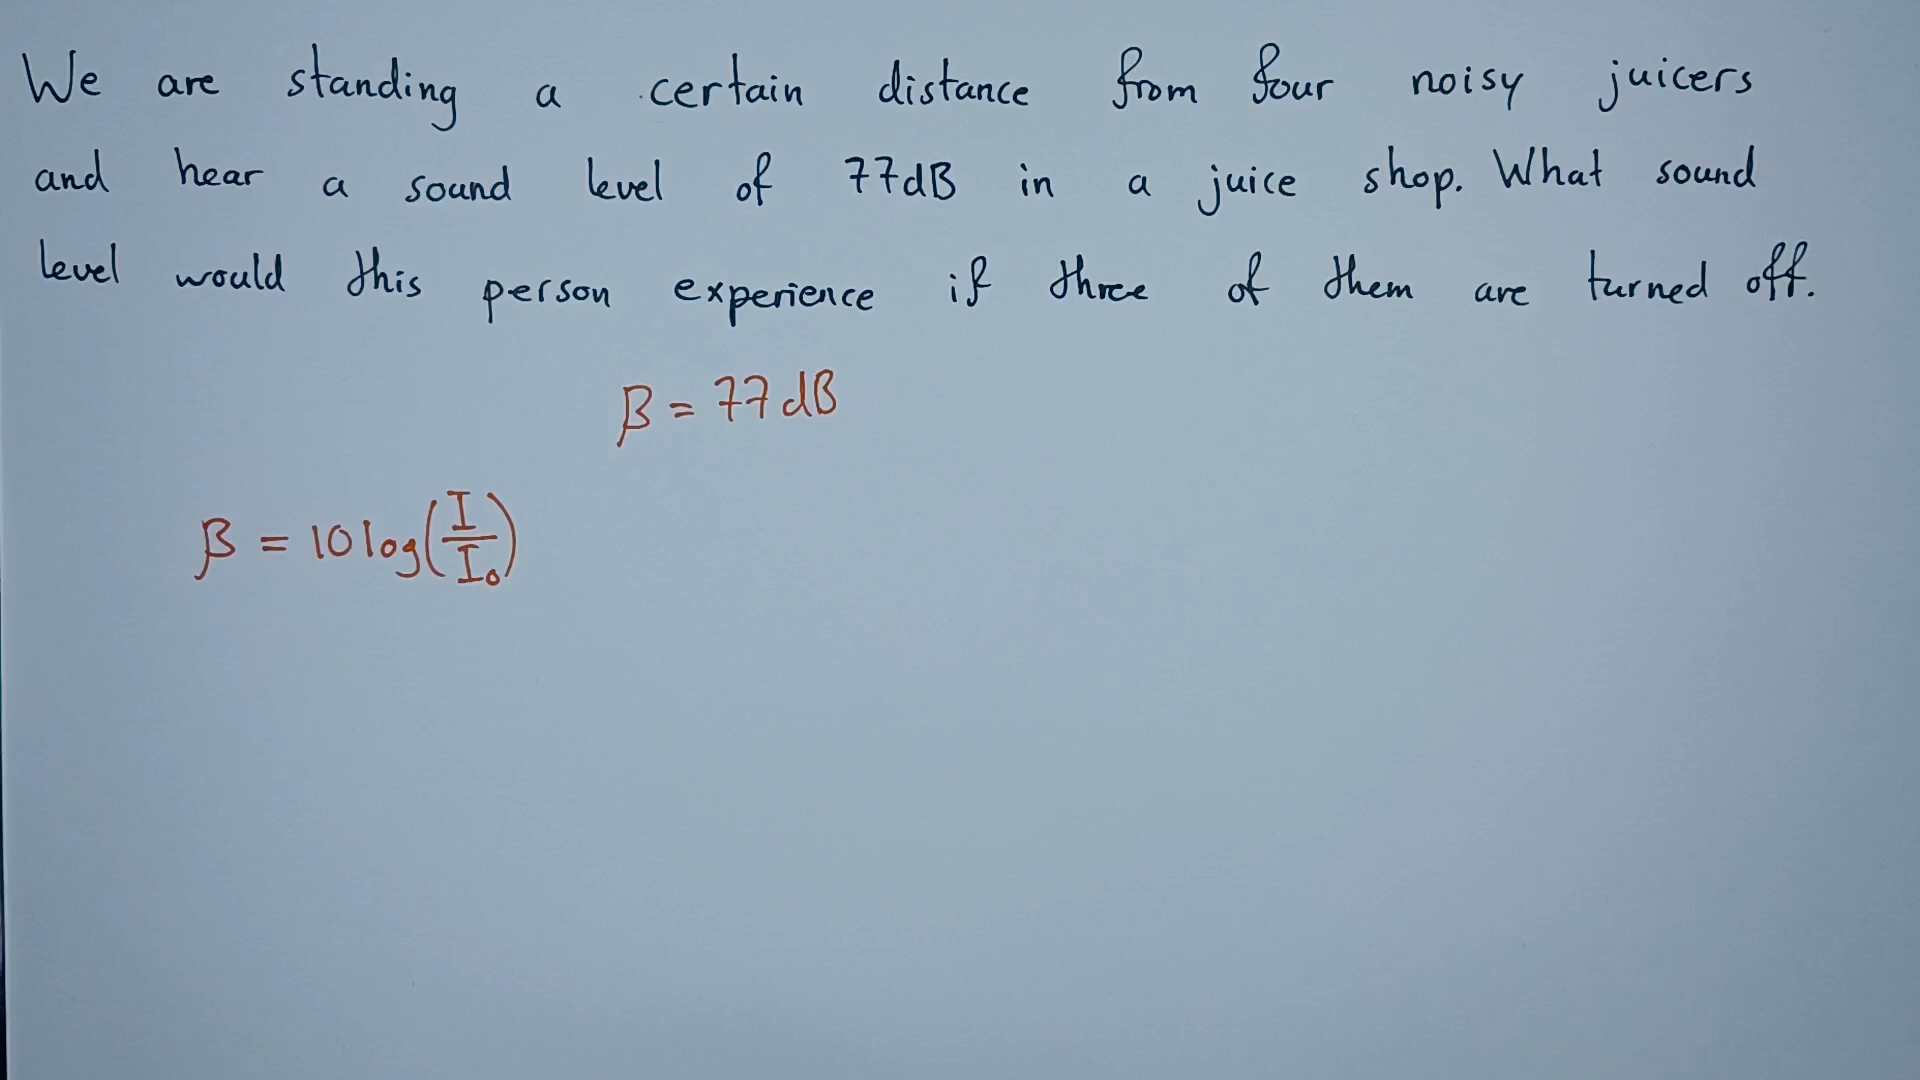 We are standing a certain distance from four noisy juicers
and hear a sound level of 77dB in a juice shop. What sound
level would this person experience if three of them are turned off.
β = 77 dB
β = 10 log(I/I₀)